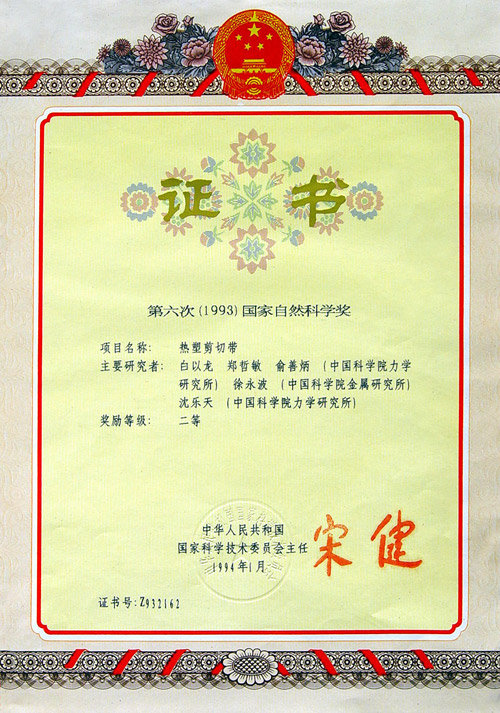 证书
第六次(1993)国家自然科学奖
项目名称: 热塑剪切带
主要研究者: 白以龙 郑哲敏 俞善炳 (中国科学院力学
研究所) 徐永波 (中国科学院金属研究所)
沈乐天 (中国科学院力学研究所)
奖励等级: 二等
中华人民共和国
国家科学技术委员会主任
1994年1月
宋健
证书号:Z932162